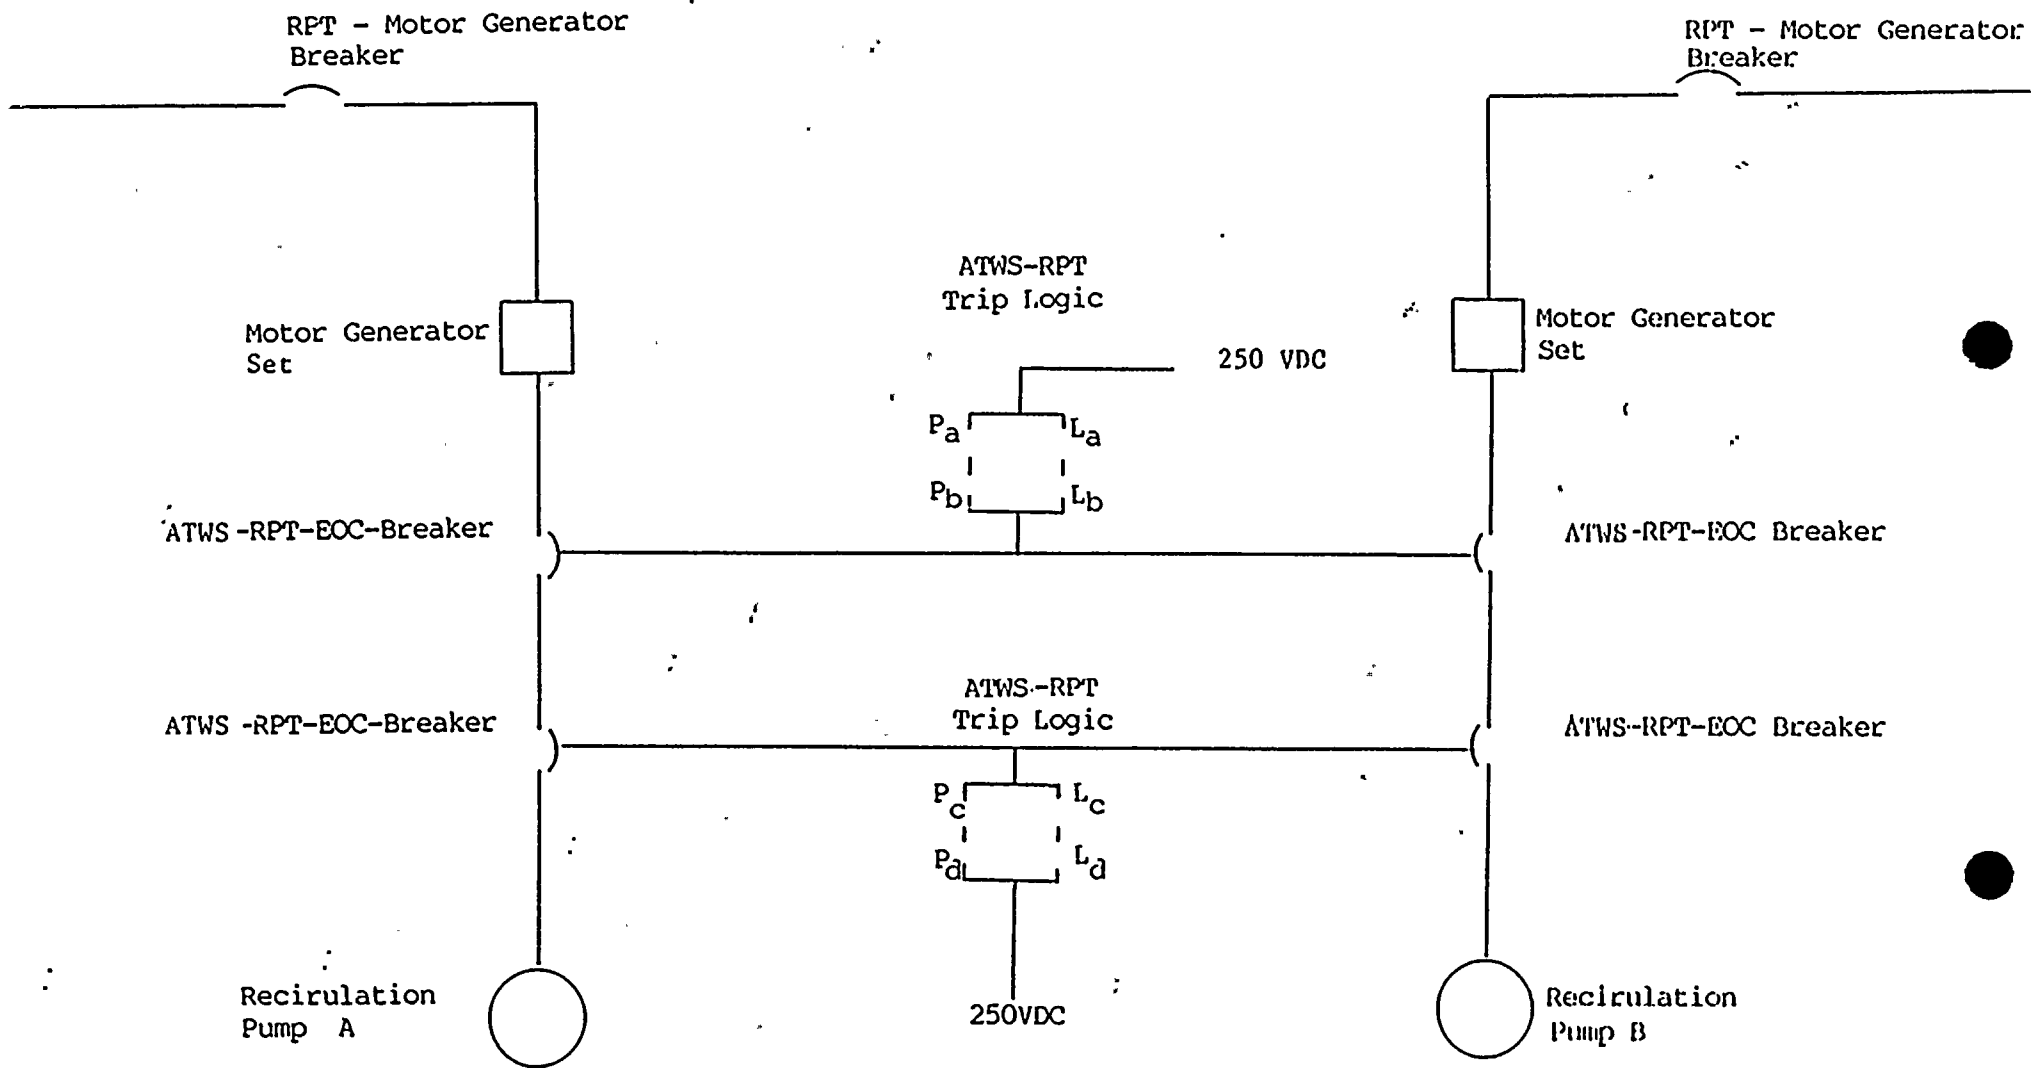 RPT - Motor Generator
Breaker
RPT - Motor Generator
Breaker
ATWS-RPT
Trip Logic
Motor Generator
Set
250 VDC
Motor Generator
Set
Pa
La
Pb
Lb
ATWS-RPT-EOC-Breaker
ATWS-RPT-EOC Breaker
ATWS-RPT
Trip Logic
ATWS-RPT-EOC-Breaker
ATWS-RPT-EOC Breaker
Pc
Lc
Pd
Ld
Recirulation
Pump A
250VDC
Recirulation
Pump B